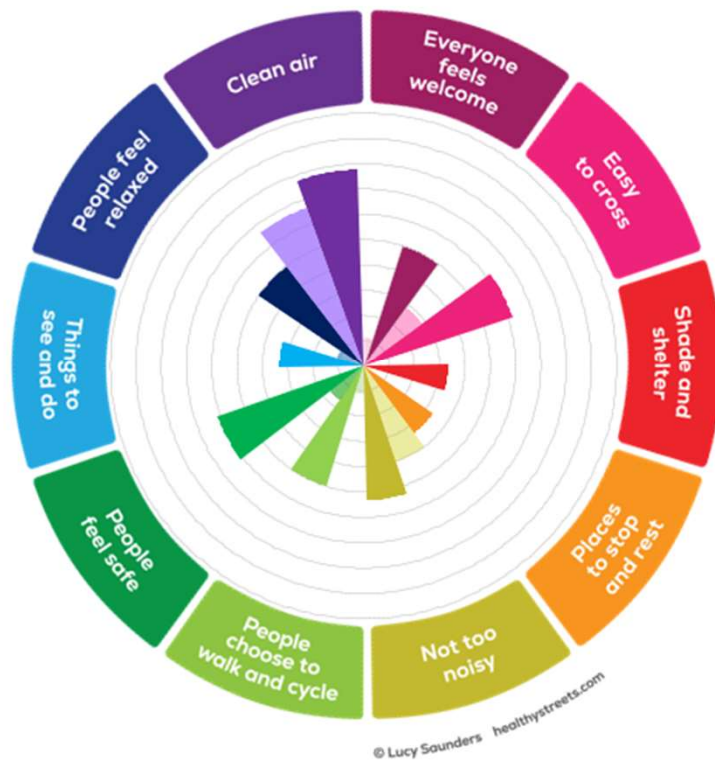 Clean air
Everyone
feels
welcome
Easy
to cross
Shade and
shelter
Places
to stop
and rest
Not too
noisy
People
choose to
walk and cycle
People
feel safe
Things to
see and do
People feel
relaxed
© Lucy Saunders healthystreets.com